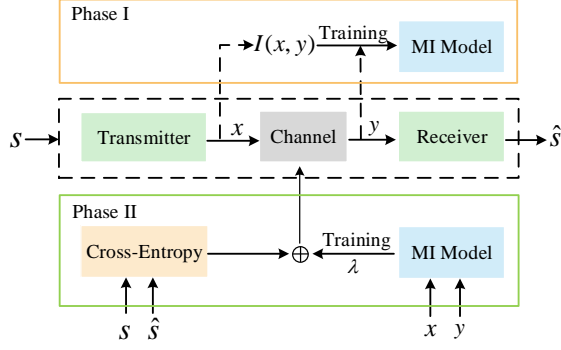 Phase I
I(x, y)
Training
MI Model
s
Transmitter
x
Channel
y
Receiver
ŝ
Phase II
Cross-Entropy
⊕
Training
λ
MI Model
s
ŝ
x
y